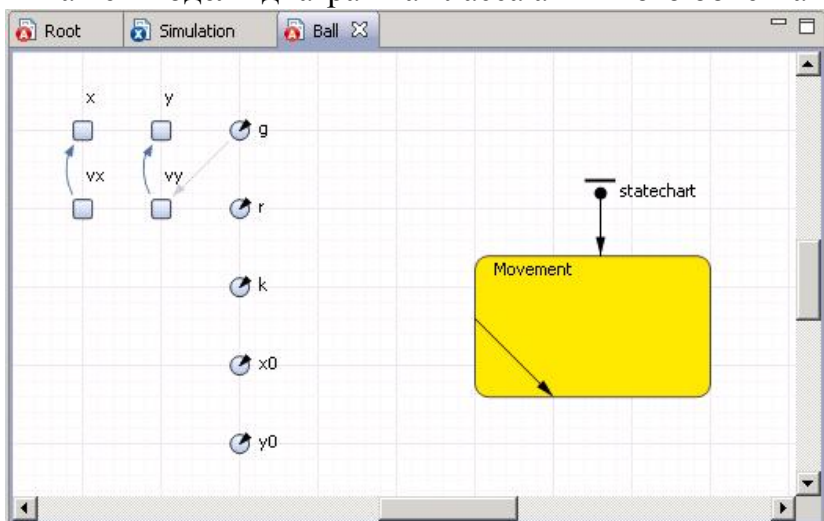 Root Simulation Ball
x y
g
vx vy
r
statechart
Movement
k
x0
y0